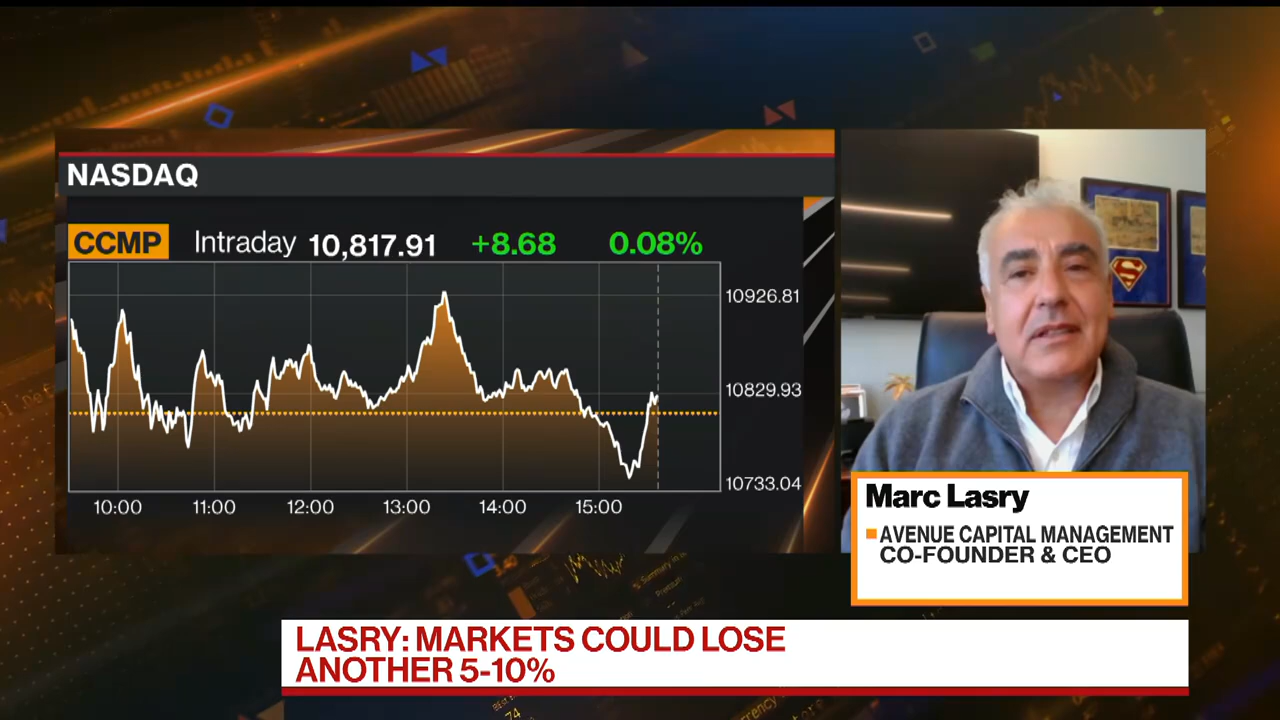 NASDAQ
CCMP Intraday 10,817.91 +8.68 0.08%
10926.81
10829.93
10733.04
10:00 11:00 12:00 13:00 14:00 15:00
Marc Lasry
AVENUE CAPITAL MANAGEMENT
CO-FOUNDER & CEO
LASRY: MARKETS COULD LOSE
ANOTHER 5-10%